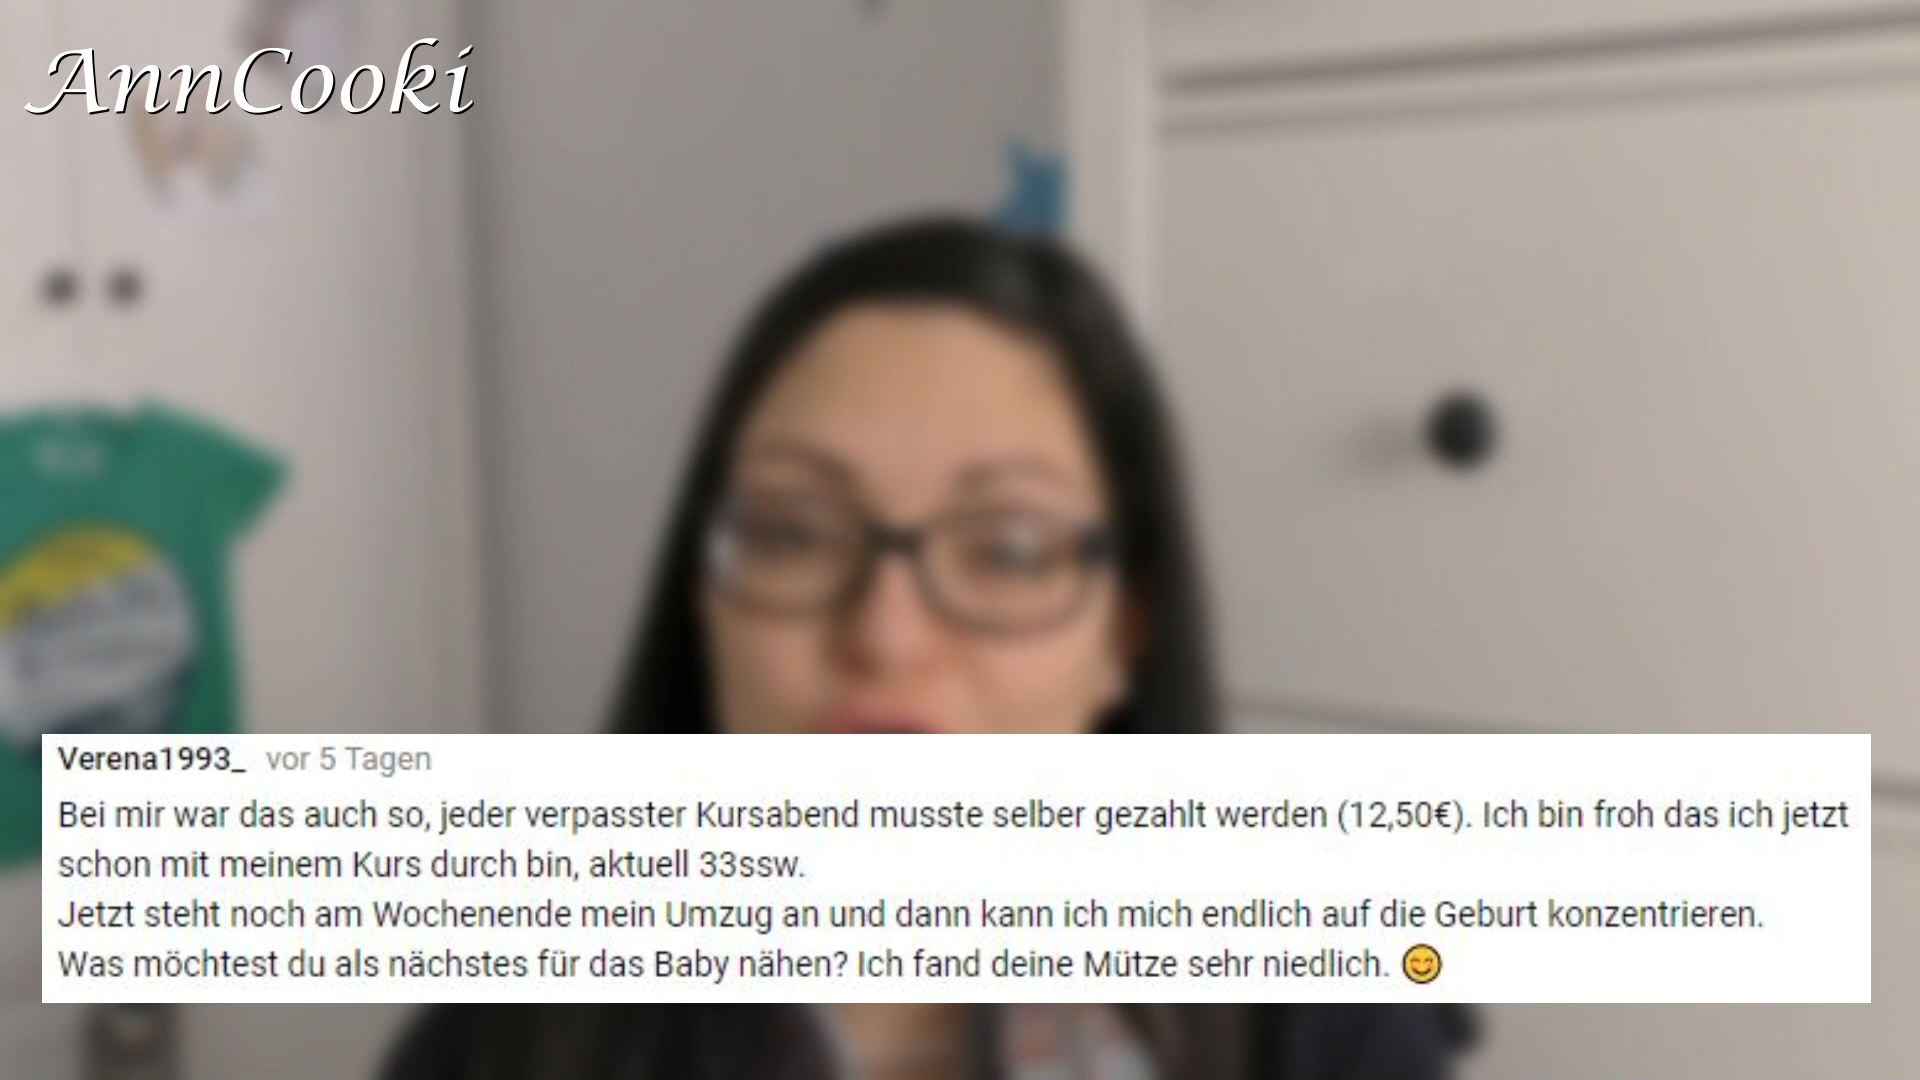 AnnCooki
Verena1993_ vor 5 Tagen
Bei mir war das auch so, jeder verpasster Kursabend musste selber gezahlt werden (12,50€). Ich bin froh das ich jetzt
schon mit meinem Kurs durch bin, aktuell 33ssw.
Jetzt steht noch am Wochenende mein Umzug an und dann kann ich mich endlich auf die Geburt konzentrieren.
Was möchtest du als nächstes für das Baby nähen? Ich fand deine Mütze sehr niedlich. 😊